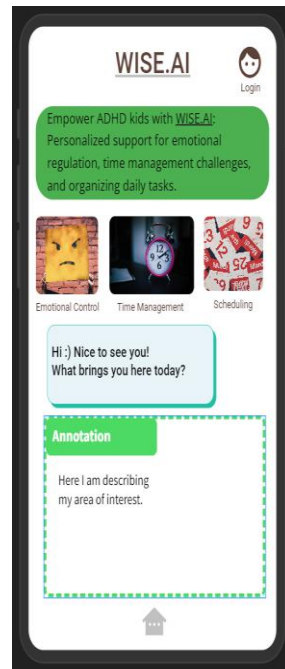 WISE.AI
Login
Empower ADHD kids with WISE.AI:
Personalized support for emotional
regulation, time management challenges,
and organizing daily tasks.
Emotional Control
Time Management
Scheduling
Hi :) Nice to see you!
What brings you here today?
Annotation
Here I am describing
my area of interest.